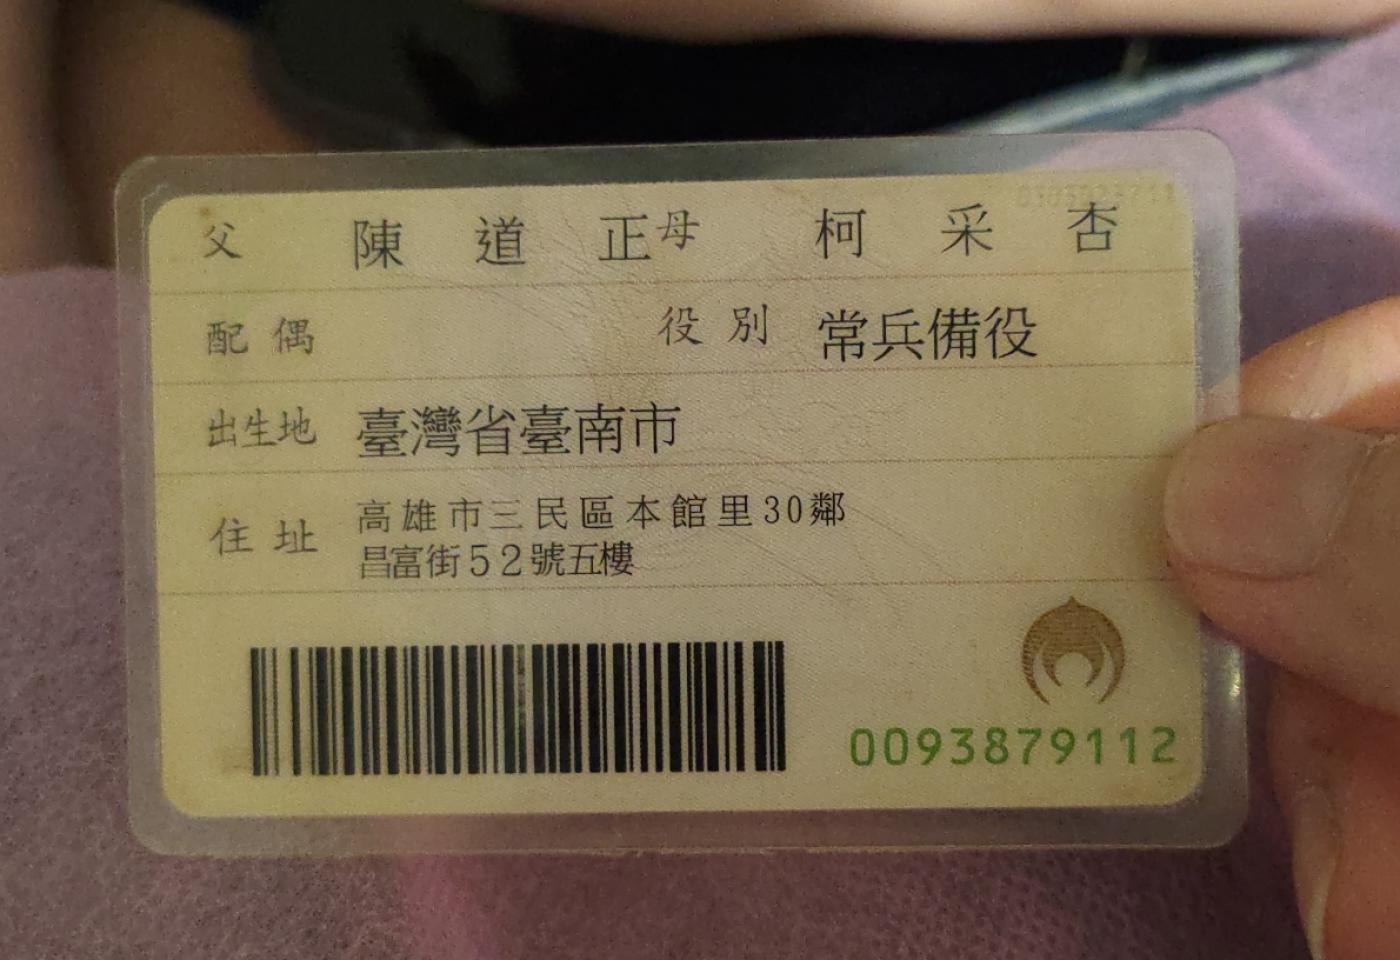 父 陳道正 母 柯采杏
配偶 役別 常兵備役
出生地 臺灣省臺南市
住址 高雄市三民區本館里30鄰
昌富街52號五樓
0093879112